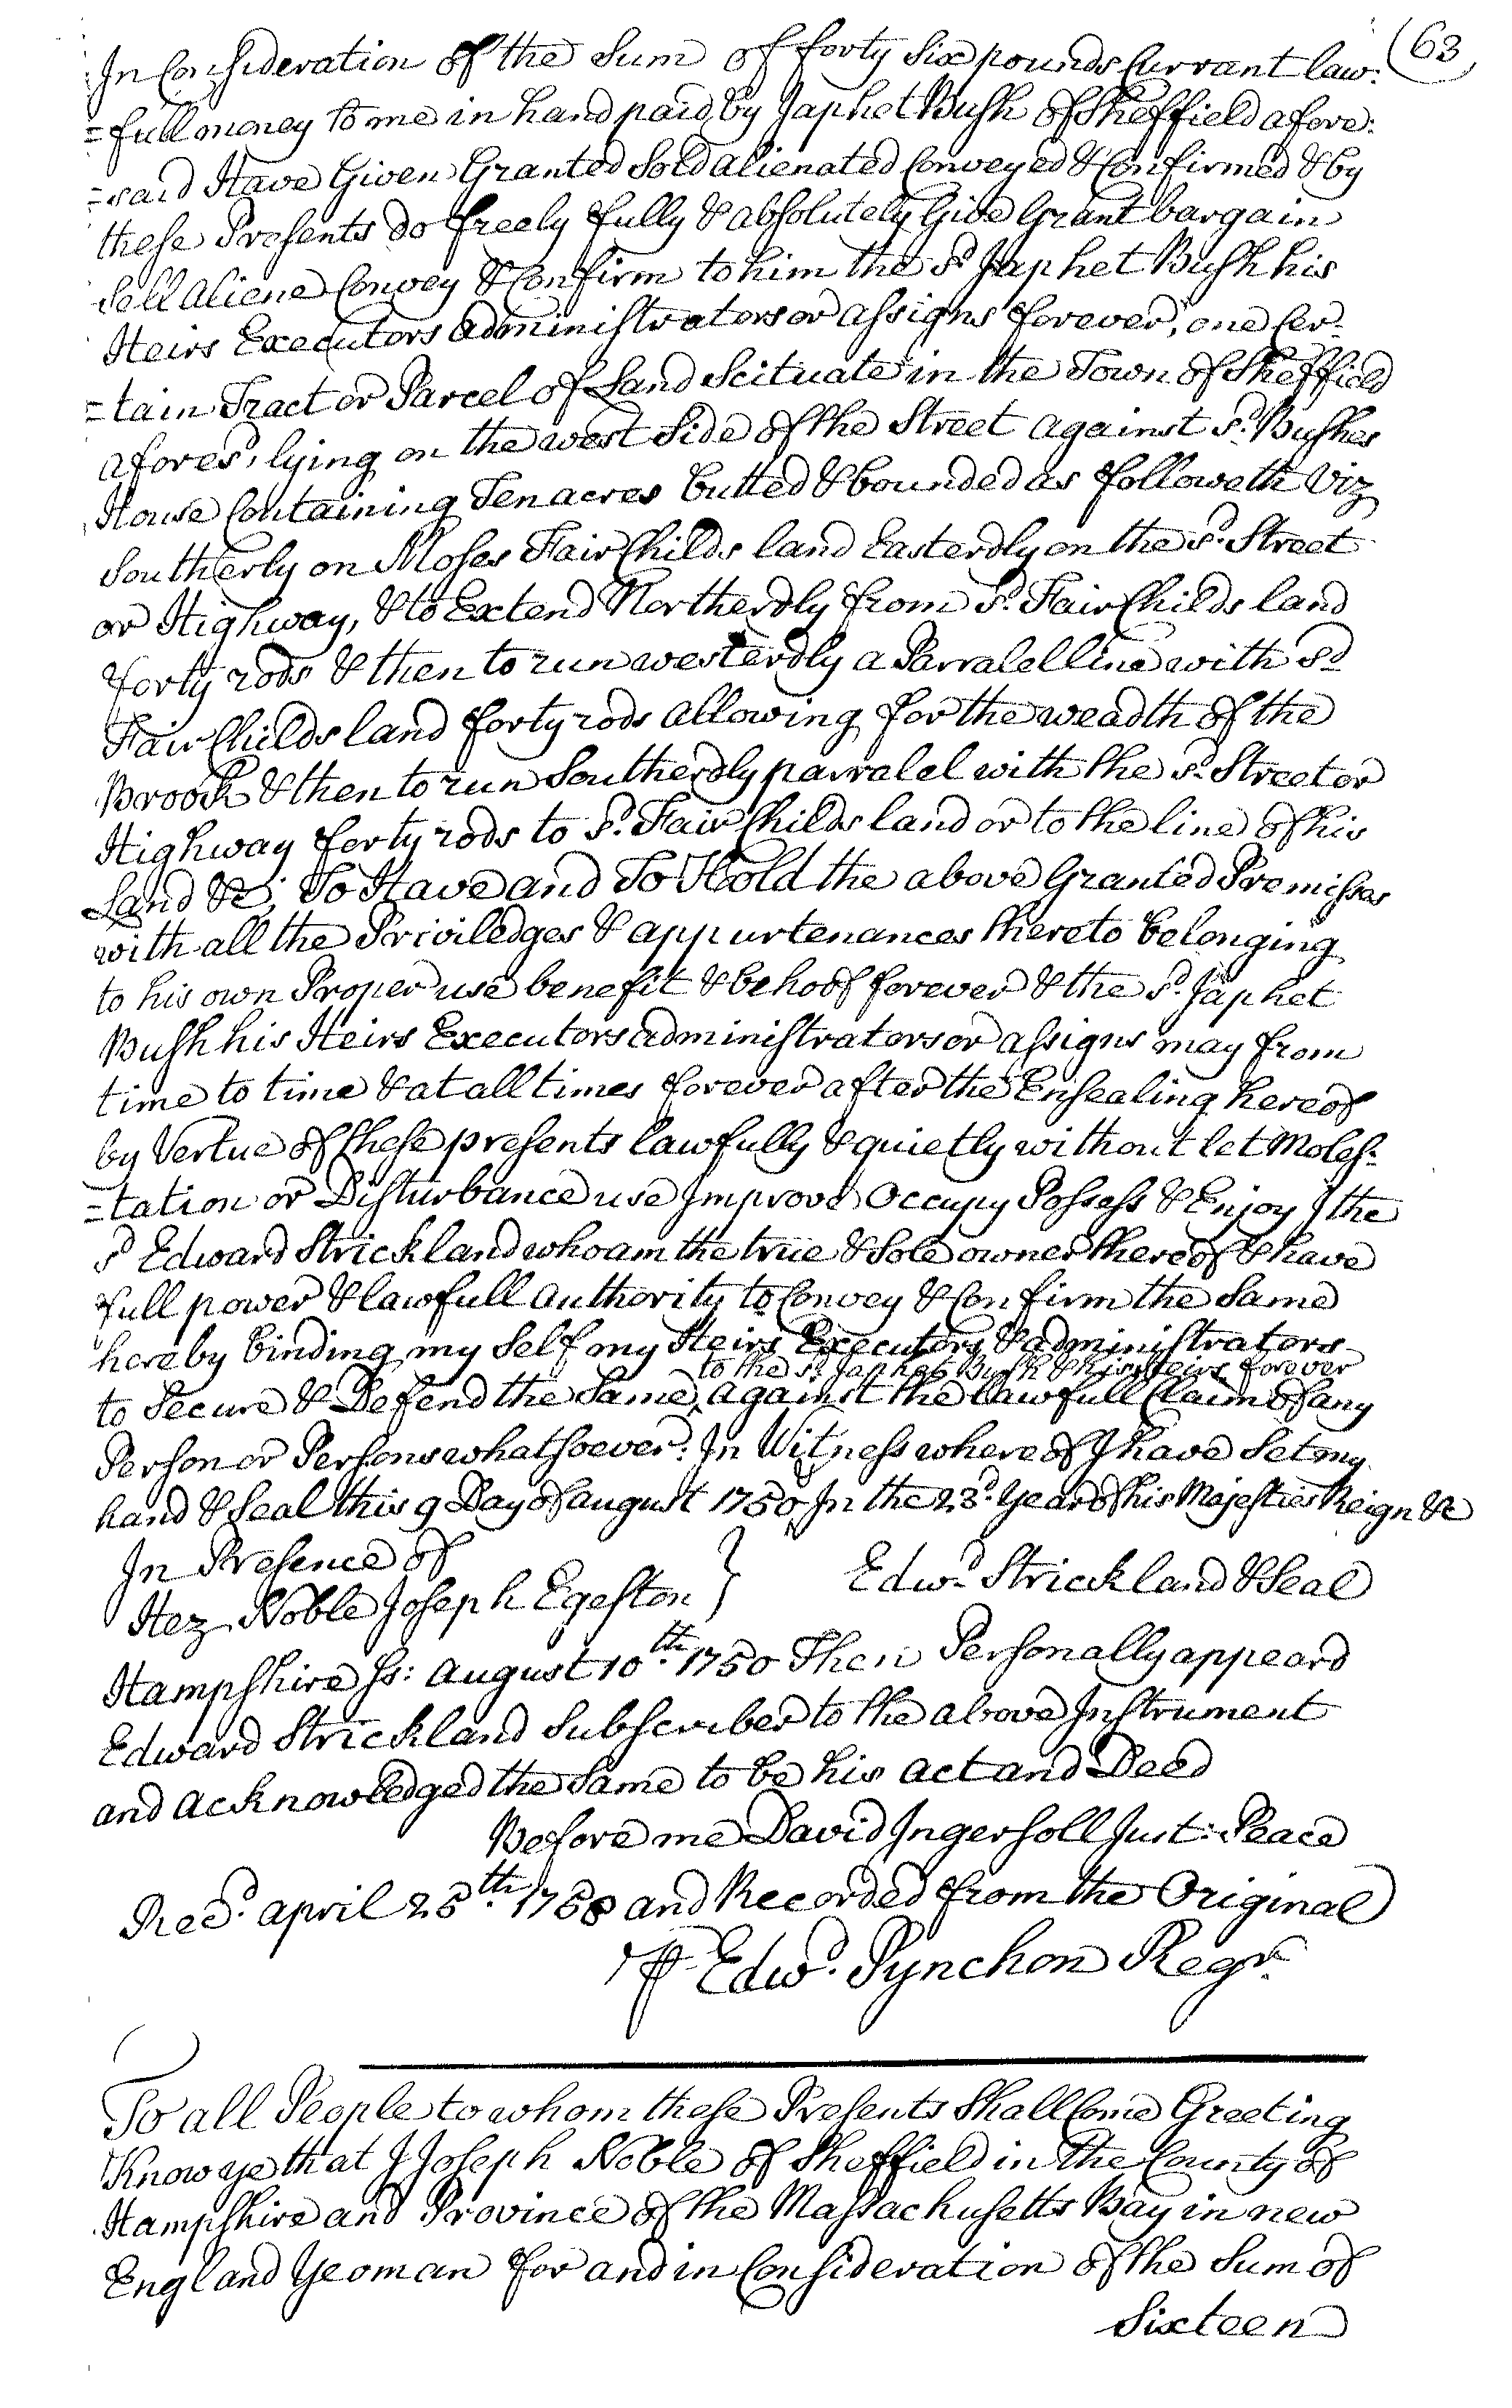 (63
In Consideration of the Sum of forty Six pounds Currant law:
=full money to me in hand paid by Japhet Bush of Sheffield afore:
=said Have Given Granted Sold alienated Conveyed & Confirmed & by
these Presents do freely fully & absolutely Give Grant bargain
Sell Aliene Convey & Confirm to him the sd. Japhet Bush his
Heirs Executors administrators or assigns forever, one Cer-
=tain Tract or Parcel of Land Scituate in the Town of Sheffield
aforesd, lying on the west Side of the Street against sd. Bushes
House Containing Ten acres butted & bounded as followeth Viz
Southerly on Moses FairChilds land Easterdly on the sd. Street
or Highway, & to Extend Northerdly from sd. FairChilds land
forty rods & then to run westerdly a Parralel line with sd
FairChilds land forty rods allowing for the weadth of the
Brook & then to run Southerdly parralel with the sd. Street or
Highway forty rods to sd. FairChilds land or to the line of his
Land &c; To Have and To Hold the above Granted Premisses
with all the Priviledges & appurtenances thereto belonging
to his own Proper use benefit & behoof forever & the sd. Japhet
Bush his Heirs Executors administrators or assigns may from
time to time & at all times forever after the Ensealing hereof
by Vertue of these presents lawfully & quietly without let Moles:
=tation or Disturbance use Improve Occupy Possess & Enjoy I the
sd Edward Strickland who am the true & Sole owner thereof & have
full power & lawfull authority to Convey & Confirm the Same
hereby binding my Self my Heirs Executors & administrators
to the sd. Japhet Bush & his Heirs forever
to Secure & Defend the Same ‸ against the lawfull Claim of any
Person or Persons whatsoever. In Witness whereof I have Set my
hand & Seal this 9 Day of august 1750 In the 23d. Year of his Majesties Reign &c
In Presence of
Hez Noble Joseph Egeston } Edwd. Strickland & Seal
Hampshire ss: august 10th. 1750 Then Personally appeard
Edward Strickland Subscriber to the above Instrument
and acknowledged the Same to be his act and Deed
Before me David Ingersoll Just: Peace
Recd. april 25th. 1758 and Recorded from the Original
⅌ Edwd. Pynchon Regr.
To all People to whom these Presents Shall Come Greeting
Know ye that I Joseph Noble of Sheffield in the County of
Hampshire and Province of the Massachusetts Bay in new
England Yeoman for and in Consideration of the Sum of
Sixteen